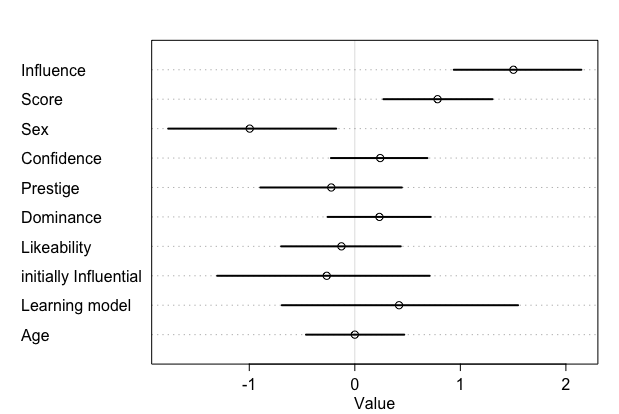 Influence
Score
Sex
Confidence
Prestige
Dominance
Likeability
initially Influential
Learning model
Age
-1 0 1 2
Value